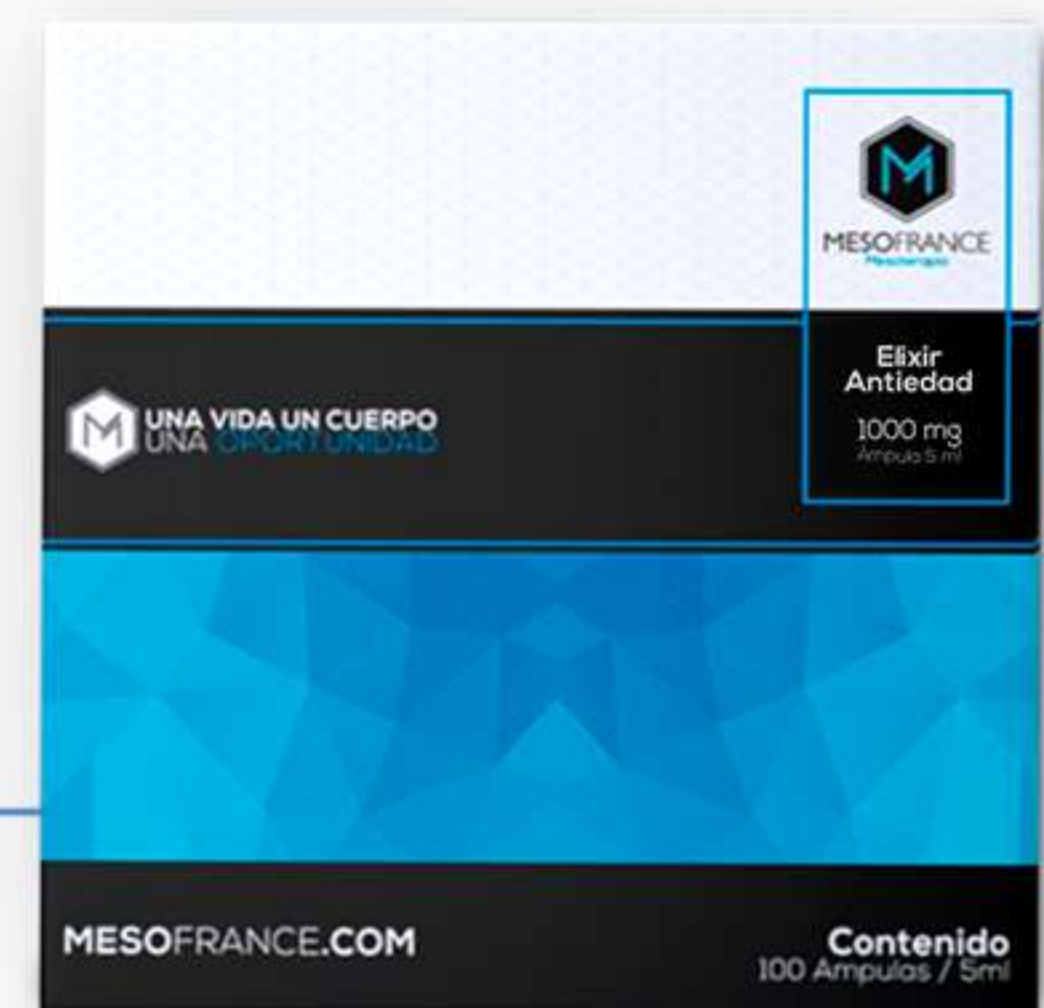 M
MESOFRANCE
Mesoterapia
Elixir
Antiedad
1000 mg
Ampula 5 ml
M
UNA VIDA UN CUERPO
UNA OPORTUNIDAD
MESOFRANCE.COM
Contenido
100 Ampulas / 5ml